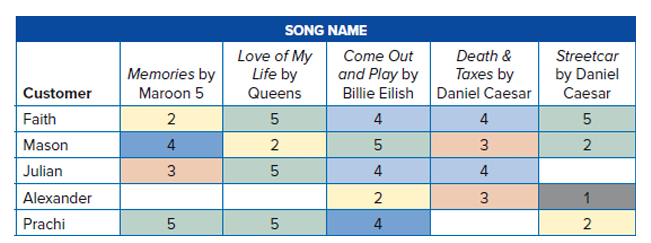 SONG NAME
Customer
Memories by Maroon 5
Love of My Life by Queens
Come Out and Play by Billie Eilish
Death & Taxes by Daniel Caesar
Streetcar by Daniel Caesar
Faith 2 5 4 4 5
Mason 4 2 5 3 2
Julian 3 5 4 4
Alexander 2 3 1
Prachi 5 5 4 2